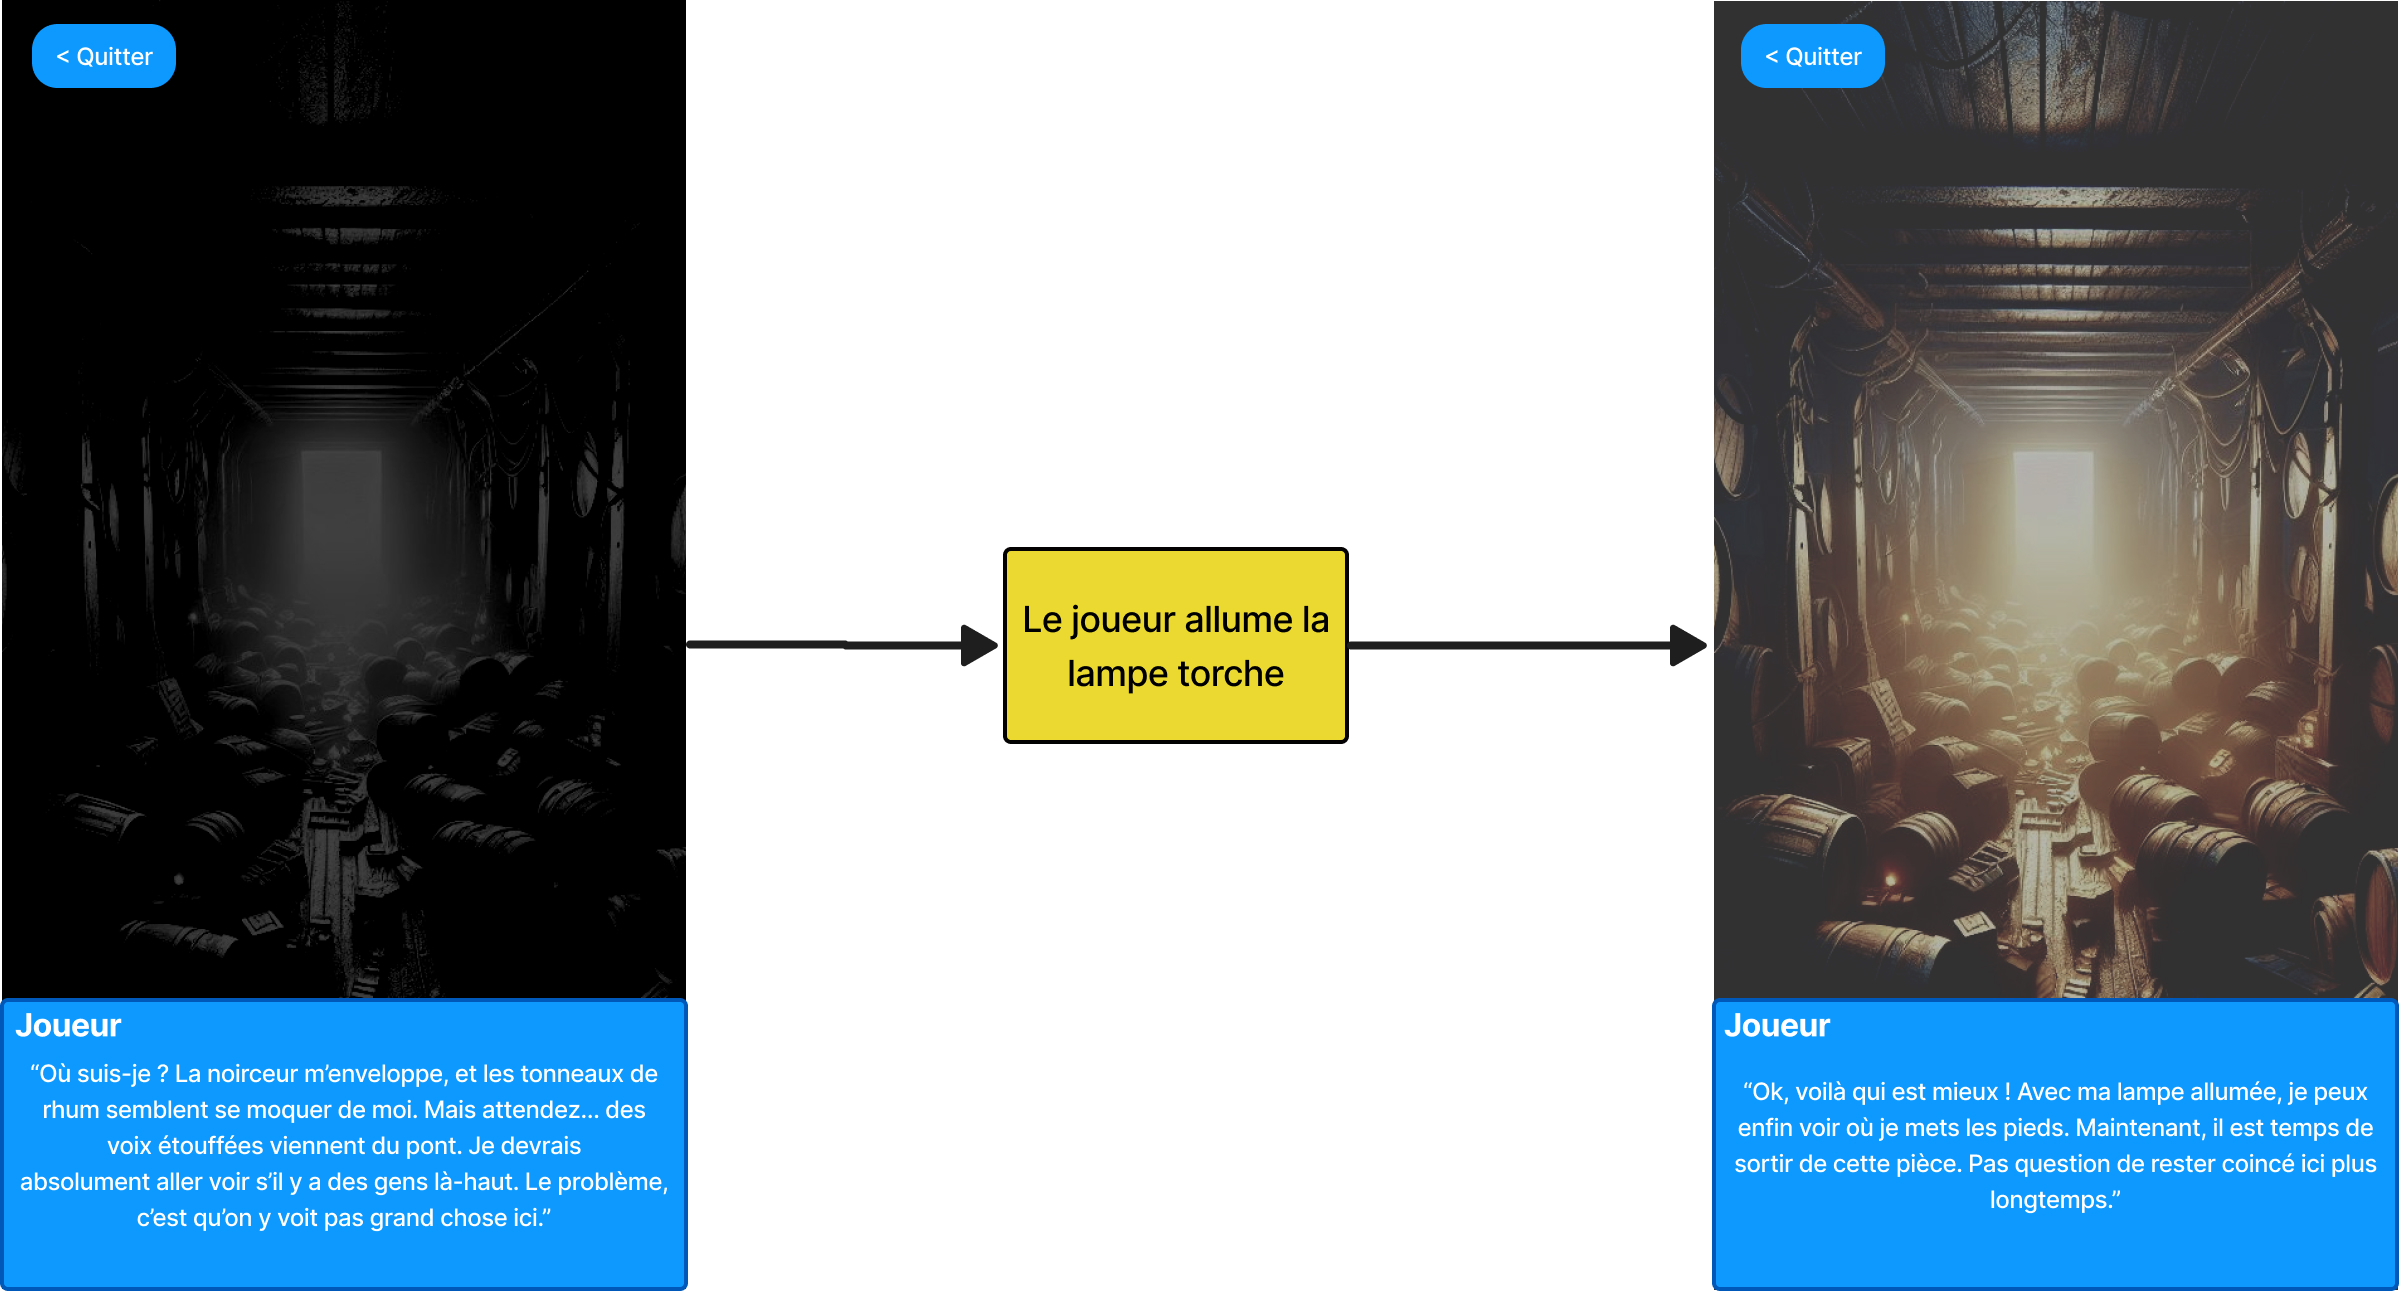 < Quitter
Joueur
“Où suis-je ? La noirceur m’enveloppe, et les tonneaux de
rhum semblent se moquer de moi. Mais attendez... des
voix étouffées viennent du pont. Je devrais
absolument aller voir s’il y a des gens là-haut. Le problème,
c’est qu’on y voit pas grand chose ici.”
Le joueur allume la
lampe torche
< Quitter
Joueur
“Ok, voilà qui est mieux ! Avec ma lampe allumée, je peux
enfin voir où je mets les pieds. Maintenant, il est temps de
sortir de cette pièce. Pas question de rester coincé ici plus
longtemps.”